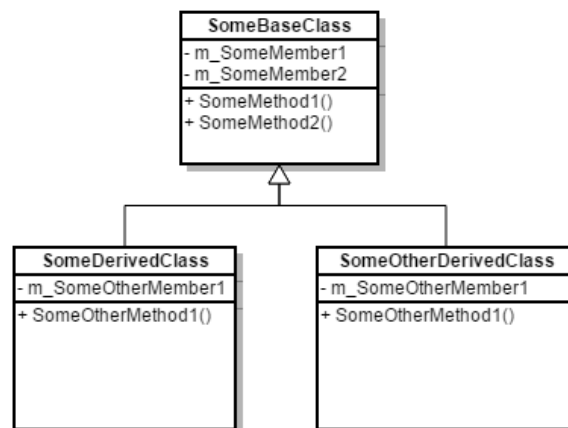 SomeBaseClass
- m_SomeMember1
- m_SomeMember2
+ SomeMethod1()
+ SomeMethod2()
SomeDerivedClass
- m_SomeOtherMember1
+ SomeOtherMethod1()
SomeOtherDerivedClass
- m_SomeOtherMember1
+ SomeOtherMethod1()